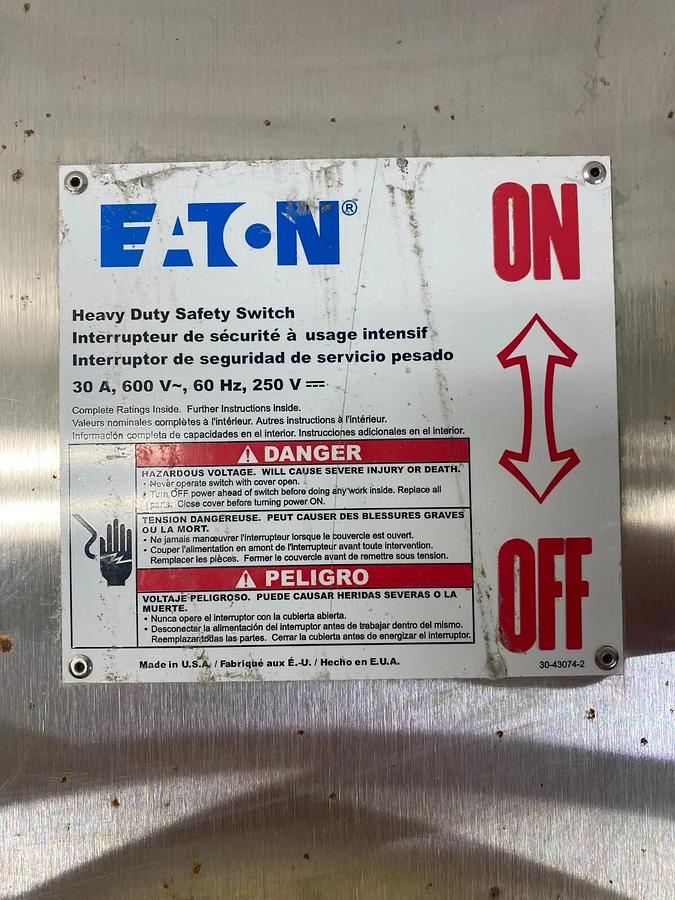 EATON®
ON
Heavy Duty Safety Switch
Interrupteur de sécurité à usage intensif
Interruptor de seguridad de servicio pesado
30 A, 600 V~, 60 Hz, 250 V ⎓
Complete Ratings Inside. Further Instructions Inside.
Valeurs nominales complètes à l'intérieur. Autres instructions à l'intérieur.
Información completa de capacidades en el interior. Instrucciones adicionales en el interior.
⚠ DANGER
HAZARDOUS VOLTAGE. WILL CAUSE SEVERE INJURY OR DEATH.
• Never operate switch with cover open.
• Turn OFF power ahead of switch before doing any work inside. Replace all
parts. Close cover before turning power ON.
TENSION DANGEREUSE. PEUT CAUSER DES BLESSURES GRAVES
OU LA MORT.
• Ne jamais manœuvrer l'interrupteur lorsque le couvercle est ouvert.
• Couper l'alimentation en amont de l'interrupteur avant toute intervention.
Remplacer les pièces. Fermer le couvercle avant de remettre sous tension.
⚠ PELIGRO
VOLTAJE PELIGROSO. PUEDE CAUSAR HERIDAS SEVERAS O LA
MUERTE.
• Nunca opere el interruptor con la cubierta abierta.
• Desconectar la alimentación del interruptor antes de trabajar dentro del mismo.
Reemplazar todas las partes. Cerrar la cubierta antes de energizar el interruptor.
OFF
Made in U.S.A. / Fabriqué aux É.-U. / Hecho en E.U.A.
30-43074-2